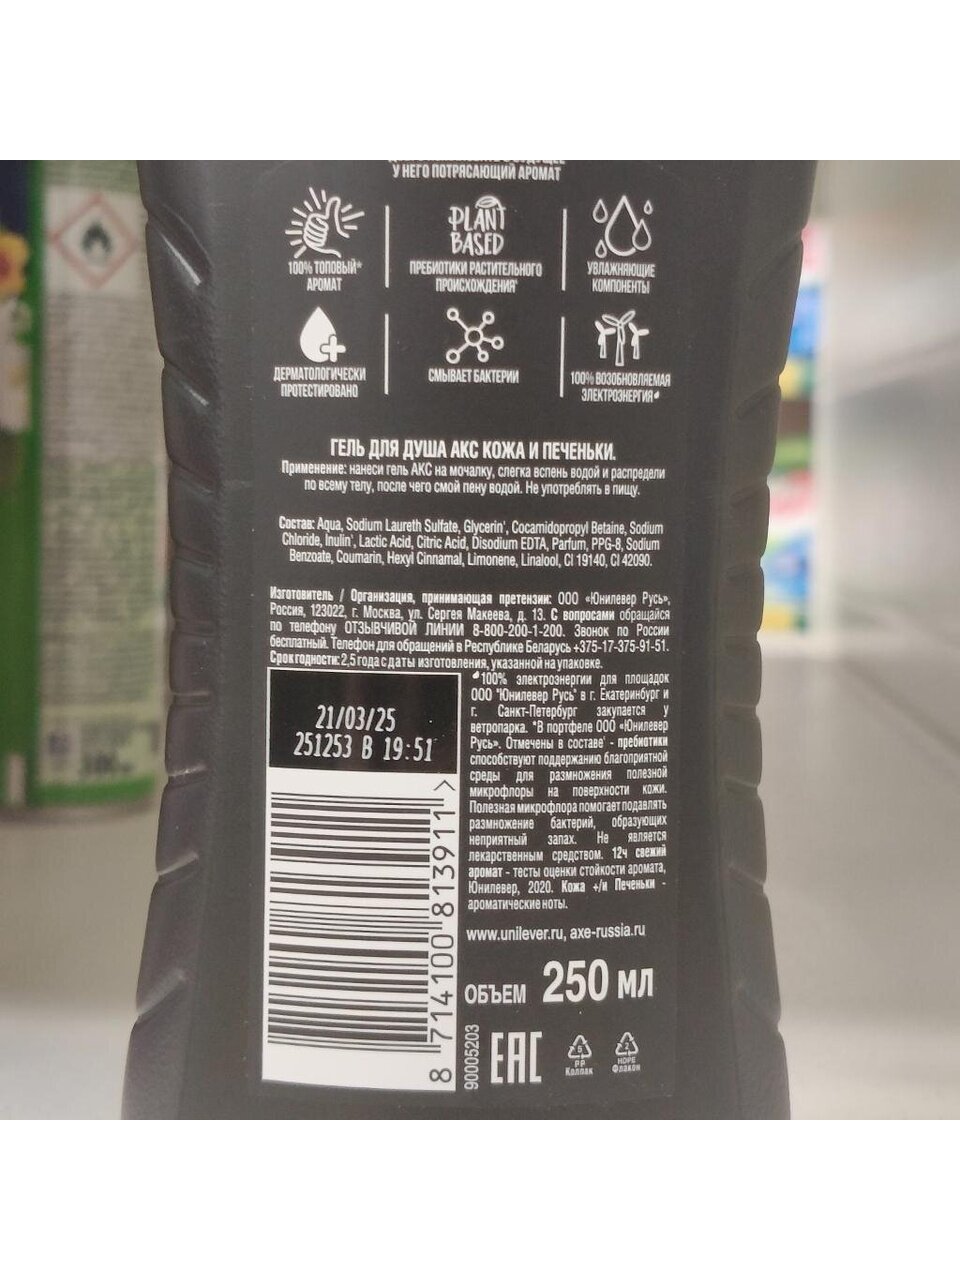 У НЕГО ПОТРЯСАЮЩИЙ АРОМАТ
100% ТОПОВЫЙ*
АРОМАТ
PLANT
BASED
ПРЕБИОТИКИ РАСТИТЕЛЬНОГО
ПРОИСХОЖДЕНИЯ'
УВЛАЖНЯЮЩИЕ
КОМПОНЕНТЫ
ДЕРМАТОЛОГИЧЕСКИ
ПРОТЕСТИРОВАНО
СМЫВАЕТ БАКТЕРИИ
100% ВОЗОБНОВЛЯЕМАЯ
ЭЛЕКТРОЭНЕРГИЯ
ГЕЛЬ ДЛЯ ДУША АКС КОЖА И ПЕЧЕНЬКИ.
Применение: нанеси гель АКС на мочалку, слегка вспень водой и распредели
по всему телу, после чего смой пену водой. Не употреблять в пищу.
Состав: Aqua, Sodium Laureth Sulfate, Glycerin', Cocamidopropyl Betaine, Sodium
Chloride, Inulin', Lactic Acid, Citric Acid, Disodium EDTA, Parfum, PPG-8, Sodium
Benzoate, Coumarin, Hexyl Cinnamal, Limonene, Linalool, CI 19140, CI 42090.
Изготовитель / Организация, принимающая претензии: ООО «Юнилевер Русь»,
Россия, 123022, г. Москва, ул. Сергея Макеева, д. 13. С вопросами обращайся
по телефону ОТЗЫВЧИВОЙ ЛИНИИ 8-800-200-1-200. Звонок по России
бесплатный. Телефон для обращений в Республике Беларусь +375-17-375-91-51.
Срок годности: 2,5 года с даты изготовления, указанной на упаковке.
21/03/25
251253 B 19:51
100% электроэнергии для площадок
ООО "Юнилевер Русь" в г. Екатеринбург и
г. Санкт-Петербург закупается у
ветропарка. *В портфеле ООО «Юнилевер
Русь». Отмечены в составе' - пребиотики
способствуют поддержанию благоприятной
среды для размножения полезной
микрофлоры на поверхности кожи.
Полезная микрофлора помогает подавлять
размножение бактерий, образующих
неприятный запах. Не является
лекарственным средством. 12ч свежий
аромат - тесты оценки стойкости аромата,
Юнилевер, 2020. Кожа +/и Печеньки -
ароматические ноты.
www.unilever.ru, axe-russia.ru
ОБЪЕМ 250 МЛ
8 714100 813911 >
90005203
EAC
5
PP
Колпак
2
HDPE
Флакон